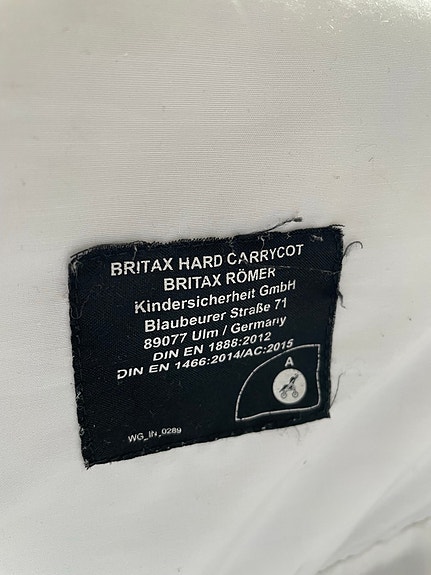 BRITAX HARD CARRYCOT
BRITAX RÖMER
Kindersicherheit GmbH
Blaubeurer Straße 71
89077 Ulm / Germany
DIN EN 1888:2012
DIN EN 1466:2014/AC:2015
A
WG_IN_0289